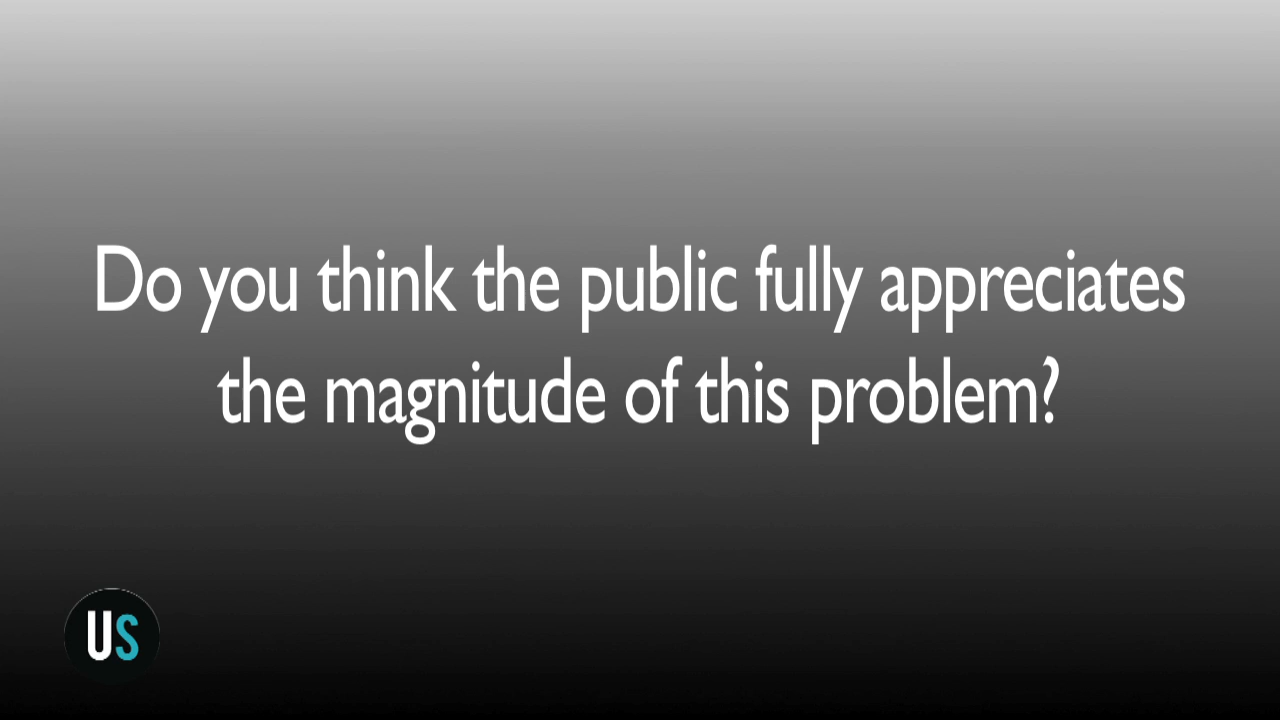 Do you think the public fully appreciates
the magnitude of this problem?
US